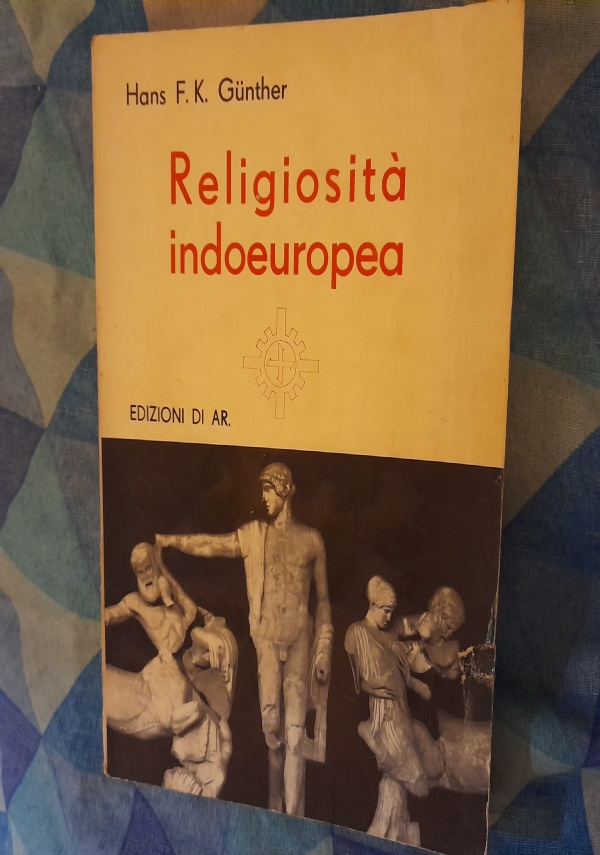 Hans F. K. Günther
Religiosità
indoeuropea
EDIZIONI DI AR.